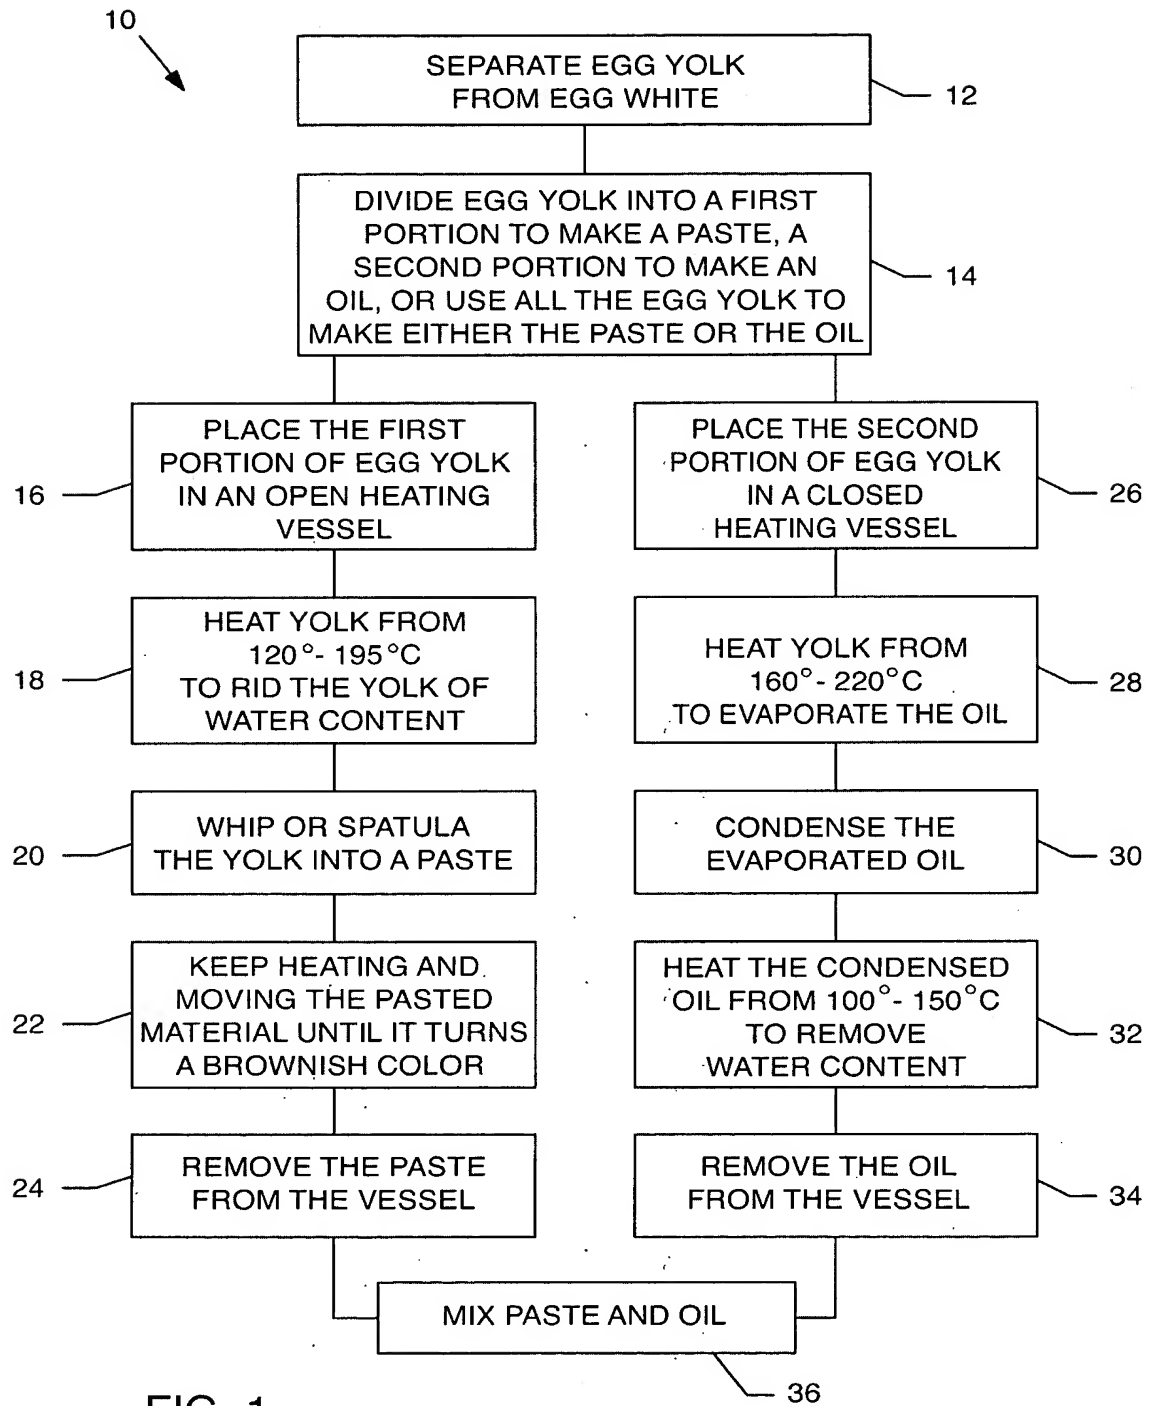 10
SEPARATE EGG YOLK
FROM EGG WHITE
12
DIVIDE EGG YOLK INTO A FIRST
PORTION TO MAKE A PASTE, A
SECOND PORTION TO MAKE AN
OIL, OR USE ALL THE EGG YOLK TO
MAKE EITHER THE PASTE OR THE OIL
14
PLACE THE FIRST
PORTION OF EGG YOLK
IN AN OPEN HEATING
VESSEL
16
HEAT YOLK FROM
120°- 195°C
TO RID THE YOLK OF
WATER CONTENT
18
WHIP OR SPATULA
THE YOLK INTO A PASTE
20
KEEP HEATING AND
MOVING THE PASTED
MATERIAL UNTIL IT TURNS
A BROWNISH COLOR
22
REMOVE THE PASTE
FROM THE VESSEL
24
PLACE THE SECOND
PORTION OF EGG YOLK
IN A CLOSED
HEATING VESSEL
26
HEAT YOLK FROM
160°- 220°C
TO EVAPORATE THE OIL
28
CONDENSE THE
EVAPORATED OIL
30
HEAT THE CONDENSED
OIL FROM 100°- 150°C
TO REMOVE
WATER CONTENT
32
REMOVE THE OIL
FROM THE VESSEL
34
MIX PASTE AND OIL
36
FIG. 1